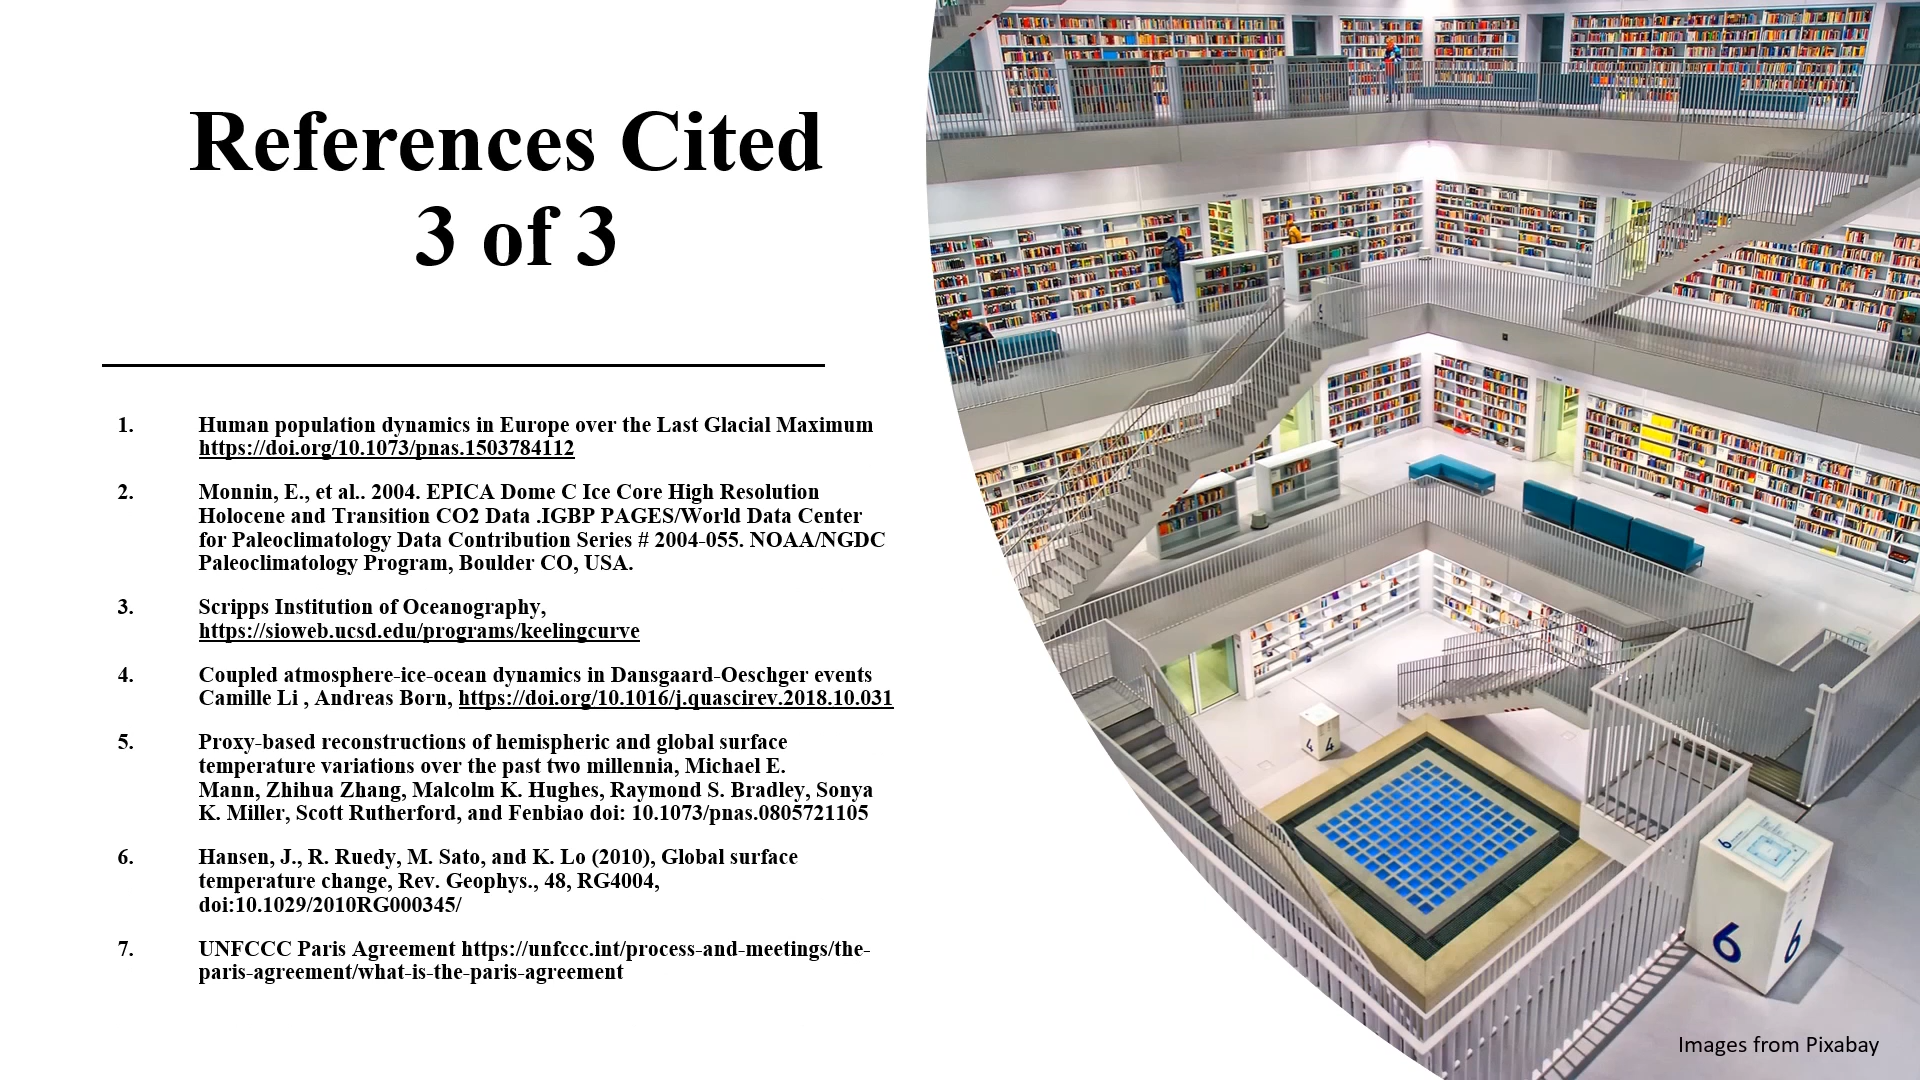 References Cited
3 of 3
1. Human population dynamics in Europe over the Last Glacial Maximum
https://doi.org/10.1073/pnas.1503784112
2. Monnin, E., et al.. 2004. EPICA Dome C Ice Core High Resolution
Holocene and Transition CO2 Data .IGBP PAGES/World Data Center
for Paleoclimatology Data Contribution Series # 2004-055. NOAA/NGDC
Paleoclimatology Program, Boulder CO, USA.
3. Scripps Institution of Oceanography,
https://sioweb.ucsd.edu/programs/keelingcurve
4. Coupled atmosphere-ice-ocean dynamics in Dansgaard-Oeschger events
Camille Li , Andreas Born, https://doi.org/10.1016/j.quascirev.2018.10.031
5. Proxy-based reconstructions of hemispheric and global surface
temperature variations over the past two millennia, Michael E.
Mann, Zhihua Zhang, Malcolm K. Hughes, Raymond S. Bradley, Sonya
K. Miller, Scott Rutherford, and Fenbiao doi: 10.1073/pnas.0805721105
6. Hansen, J., R. Ruedy, M. Sato, and K. Lo (2010), Global surface
temperature change, Rev. Geophys., 48, RG4004,
doi:10.1029/2010RG000345/
7. UNFCCC Paris Agreement https://unfccc.int/process-and-meetings/the-
paris-agreement/what-is-the-paris-agreement
4 4
6
6 6
Images from Pixabay